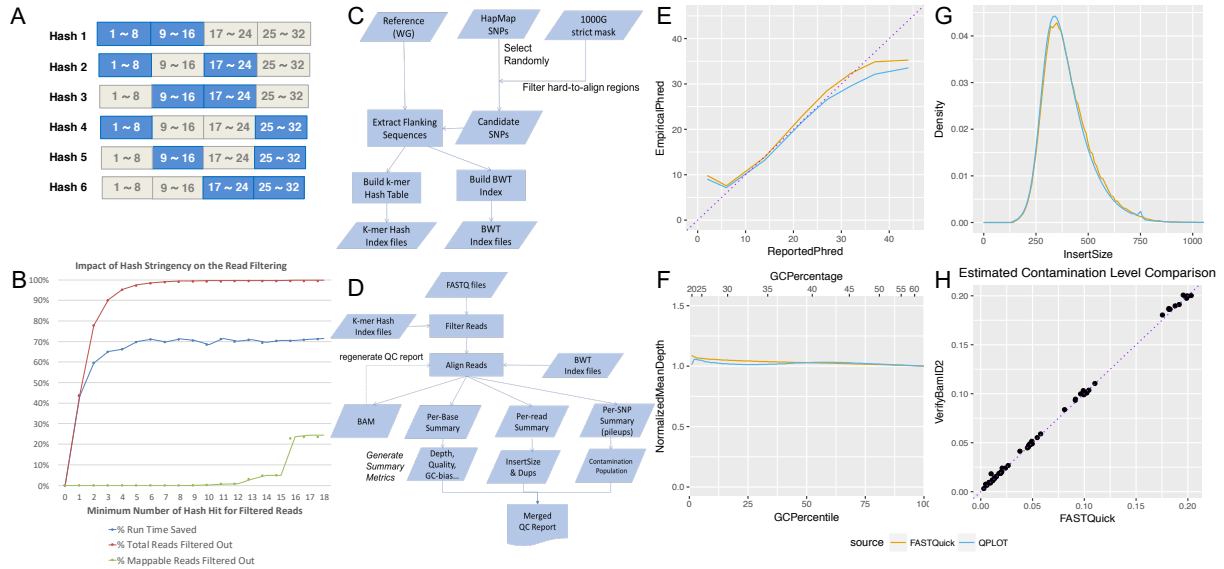 A
Hash 1 1 ~ 8 9 ~ 16 17 ~ 24 25 ~ 32
Hash 2 1 ~ 8 9 ~ 16 17 ~ 24 25 ~ 32
Hash 3 1 ~ 8 9 ~ 16 17 ~ 24 25 ~ 32
Hash 4 1 ~ 8 9 ~ 16 17 ~ 24 25 ~ 32
Hash 5 1 ~ 8 9 ~ 16 17 ~ 24 25 ~ 32
Hash 6 1 ~ 8 9 ~ 16 17 ~ 24 25 ~ 32
B
Impact of Hash Stringency on the Read Filtering
100%
90%
80%
70%
60%
50%
40%
30%
20%
10%
0%
0 1 2 3 4 5 6 7 8 9 10 11 12 13 14 15 16 17 18
Minimum Number of Hash Hit for Filtered Reads
% Run Time Saved
% Total Reads Filtered Out
% Mappable Reads Filtered Out
C
Reference
(WG)
HapMap
SNPs
1000G
strict mask
Select
Randomly
Filter hard-to-align regions
Extract Flanking
Sequences
Candidate
SNPs
Build k-mer
Hash Table
Build BWT
Index
K-mer Hash
Index files
BWT
Index files
D
FASTQ files
K-mer Hash
Index files
Filter Reads
regenerate QC report
Align Reads
BWT
Index files
BAM
Per-Base
Summary
Per-read
Summary
Per-SNP
Summary
(pileups)
Generate
Summary
Metrics
Depth,
Quality,
GC-bias...
InsertSize
& Dups
Contamination
Population
Merged
QC Report
E
EmpiricalPhred
40
30
20
10
0
0 10 20 30 40
ReportedPhred
F
GCPercentage
2025 30 40 50 55 60
NormalizedMeanDepth
1.5
1.0
0.5
0.0
0 25 50 75 100
GCPercentile
G
Density
0.04
0.03
0.02
0.01
0.00
0 250 500 750 1000
InsertSize
H
Estimated Contamination Level Comparison
VerifyBamID2
0.20
0.15
0.10
0.05
0.00
0.00 0.05 0.10 0.15 0.20
FASTQuick
source FASTQuick QPLOT